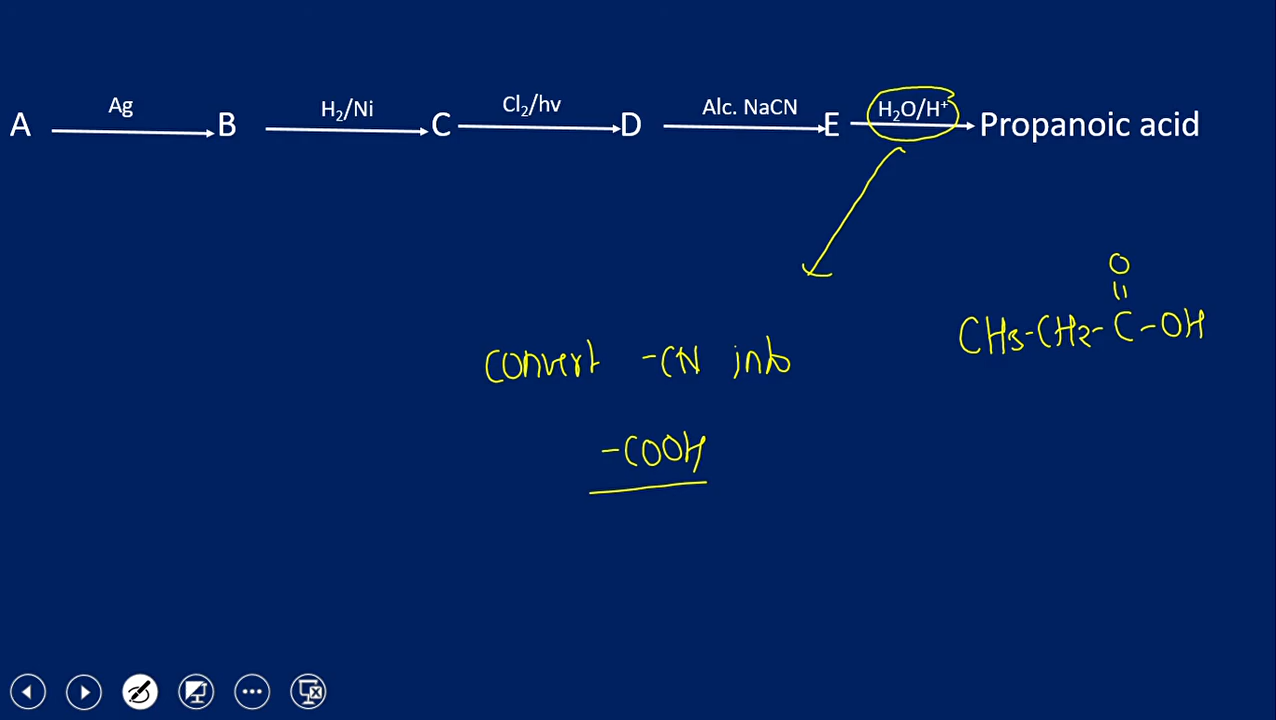 A Ag B H₂/Ni C Cl₂/hv D Alc. NaCN E H₂O/H⁺ Propanoic acid
O
CH3-CH2-C-OH
convert -CN into
-COOH